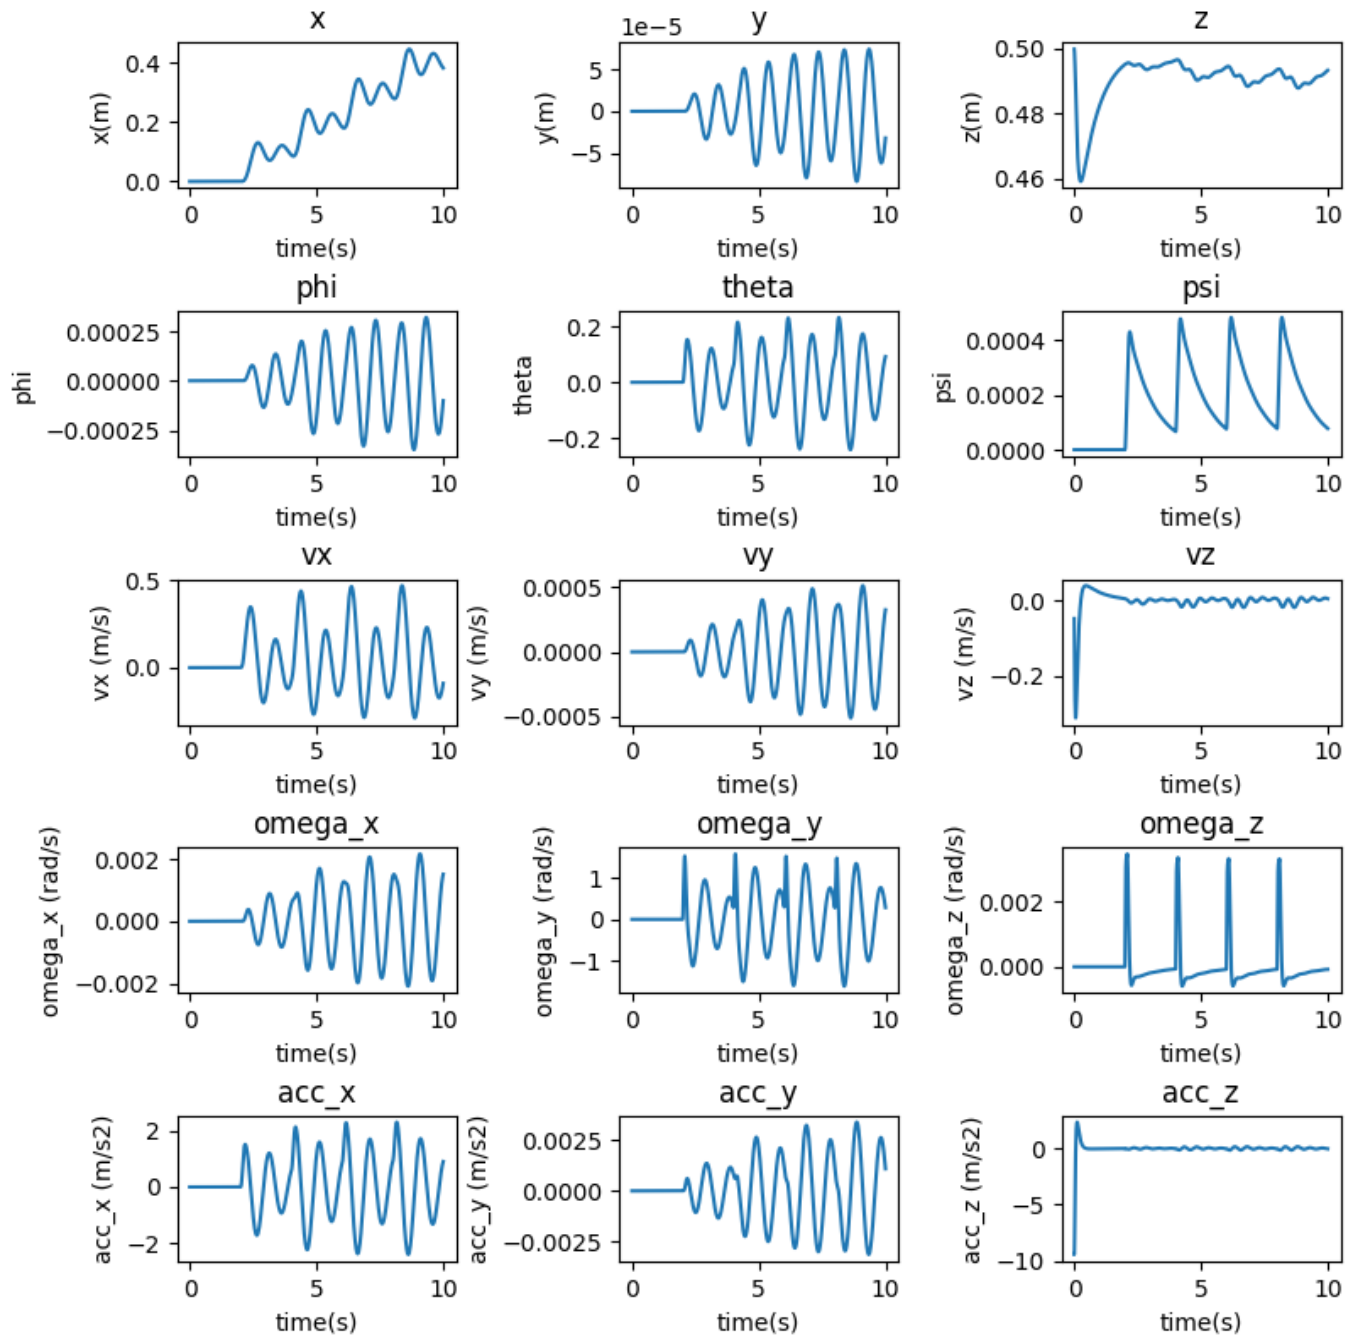 x
x(m)
0.4
0.2
0.0
0
5
10
time(s)
y
1e−5
y(m)
5
0
−5
0
5
10
time(s)
z
z(m)
0.50
0.48
0.46
0
5
10
time(s)
phi
phi
0.00025
0.00000
−0.00025
0
5
10
time(s)
theta
theta
0.2
0.0
−0.2
0
5
10
time(s)
psi
psi
0.0004
0.0002
0.0000
0
5
10
time(s)
vx
vx (m/s)
0.5
0.0
0
5
10
time(s)
vy
vy (m/s)
0.0005
0.0000
−0.0005
0
5
10
time(s)
vz
vz (m/s)
0.0
−0.2
0
5
10
time(s)
omega_x
omega_x (rad/s)
0.002
0.000
−0.002
0
5
10
time(s)
omega_y
omega_y (rad/s)
1
0
−1
0
5
10
time(s)
omega_z
omega_z (rad/s)
0.002
0.000
0
5
10
time(s)
acc_x
acc_x (m/s2)
2
0
−2
0
5
10
time(s)
acc_y
acc_y (m/s2)
0.0025
0.0000
−0.0025
0
5
10
time(s)
acc_z
acc_z (m/s2)
0
−5
−10
0
5
10
time(s)